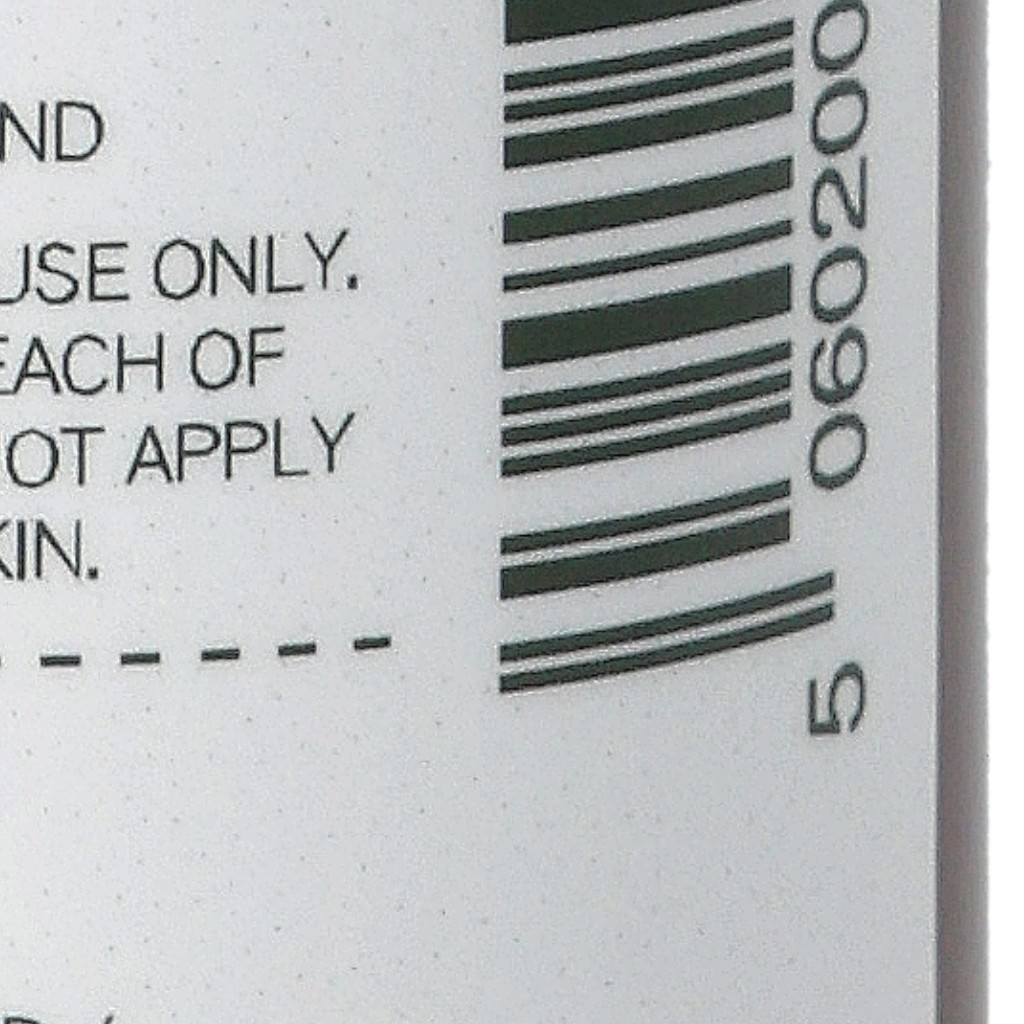 ND
USE ONLY.
EACH OF
OT APPLY
KIN.
5 060200